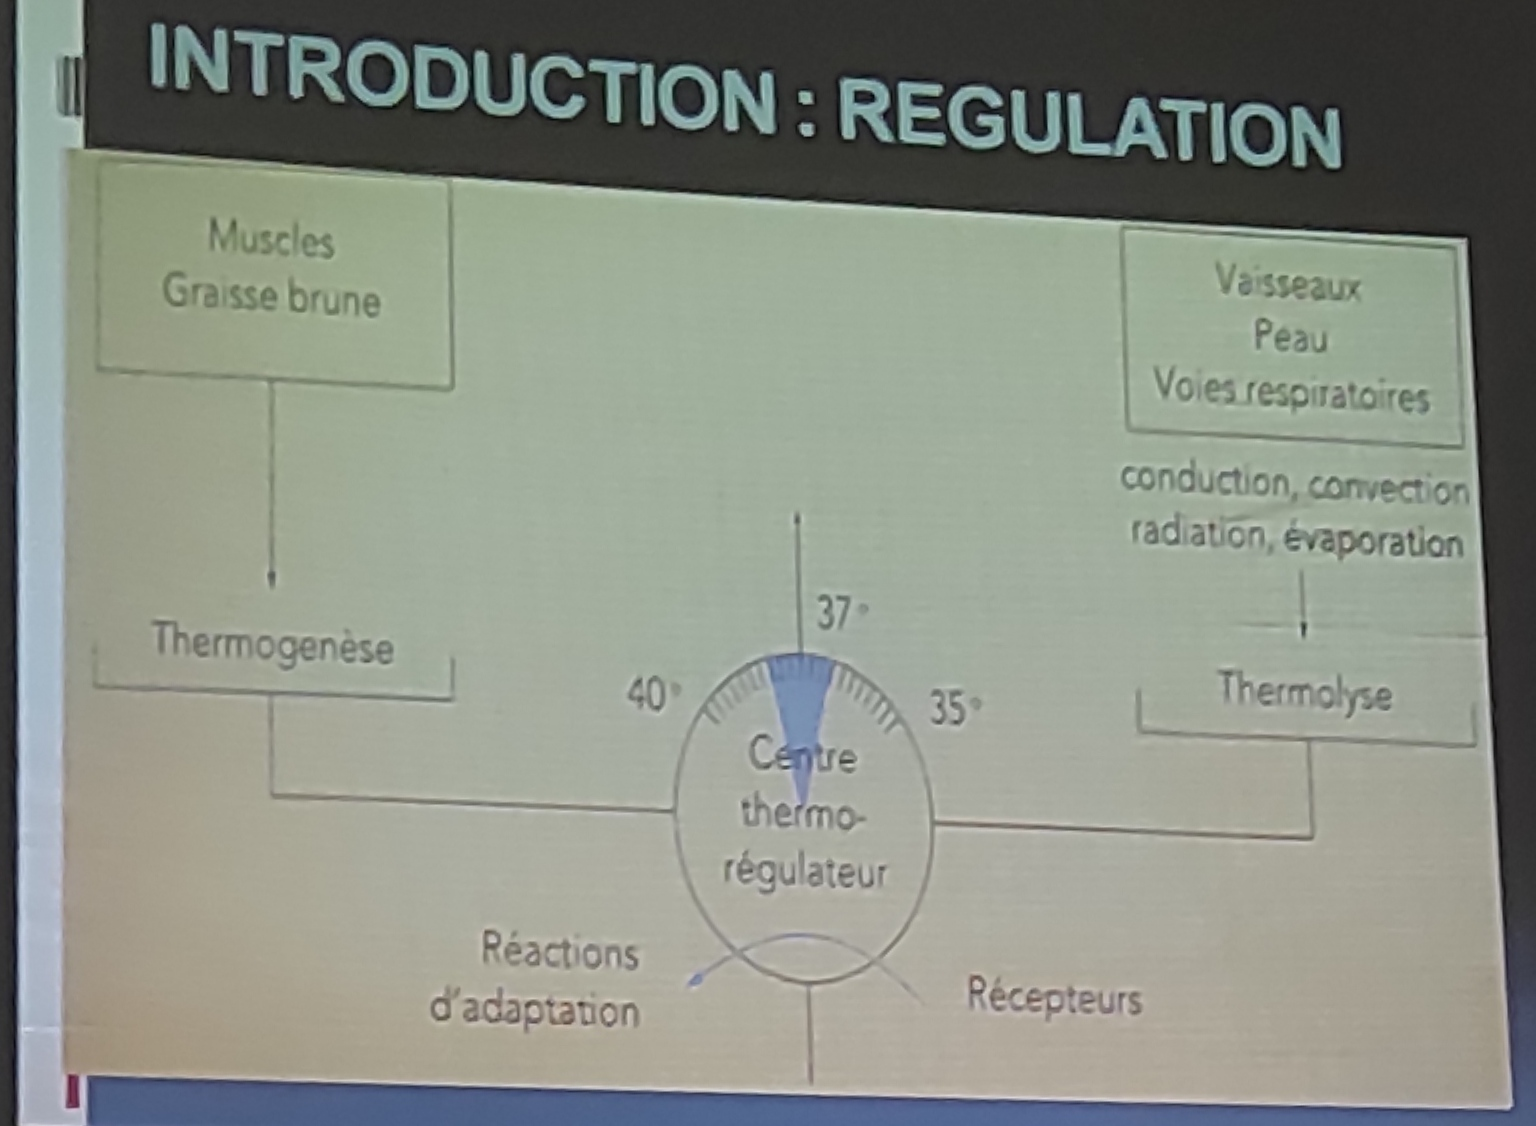 INTRODUCTION : REGULATION
Muscles
Graisse brune
Vaisseaux
Peau
Voies respiratoires
conduction, convection
radiation, évaporation
Thermogenèse
Thermolyse
37°
40°
35°
Centre
thermo-
régulateur
Réactions
d'adaptation
Récepteurs